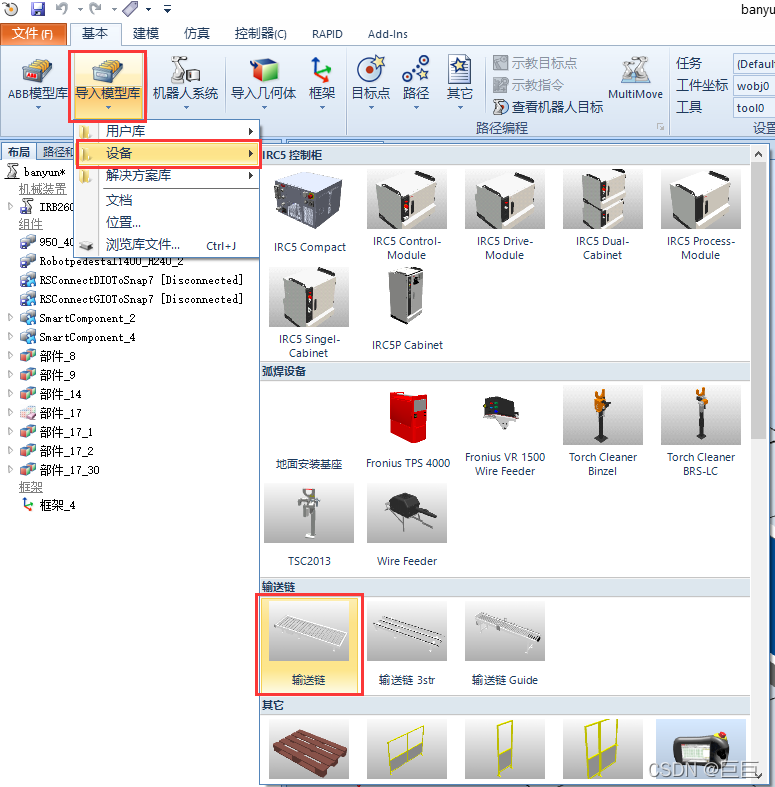 banyu
文件(F) 基本 建模 仿真 控制器(C) RAPID Add-Ins
ABB模型库 导入模型库 机器人系统 导入几何体 框架 目标点 路径 其它
示教目标点
示教指令
查看机器人目标
MultiMove
任务 (Defaul
工件坐标 wobj0
工具 tool0
路径编程 设置
用户库
设备
解决方案库
文档
位置...
浏览库文件... Ctrl+J
布局 路径和
banyun*
机械装置
IRB260
组件
950_40
Robotpedestal1400_H240_2
RSConnectDIOToSnap7 [Disconnected]
RSConnectGIOToSnap7 [Disconnected]
SmartComponent_2
SmartComponent_4
部件_8
部件_9
部件_14
部件_17
部件_17_1
部件_17_2
部件_17_30
框架
框架_4
IRC5 控制柜
IRC5 Compact
IRC5 Control-
Module
IRC5 Drive-
Module
IRC5 Dual-
Cabinet
IRC5 Process-
Module
IRC5 Singel-
Cabinet
IRC5P Cabinet
弧焊设备
地面安装基座
Fronius TPS 4000
Fronius VR 1500
Wire Feeder
Torch Cleaner
Binzel
Torch Cleaner
BRS-LC
TSC2013
Wire Feeder
输送链
输送链
输送链 3str
输送链 Guide
其它
CSDN @巨巨